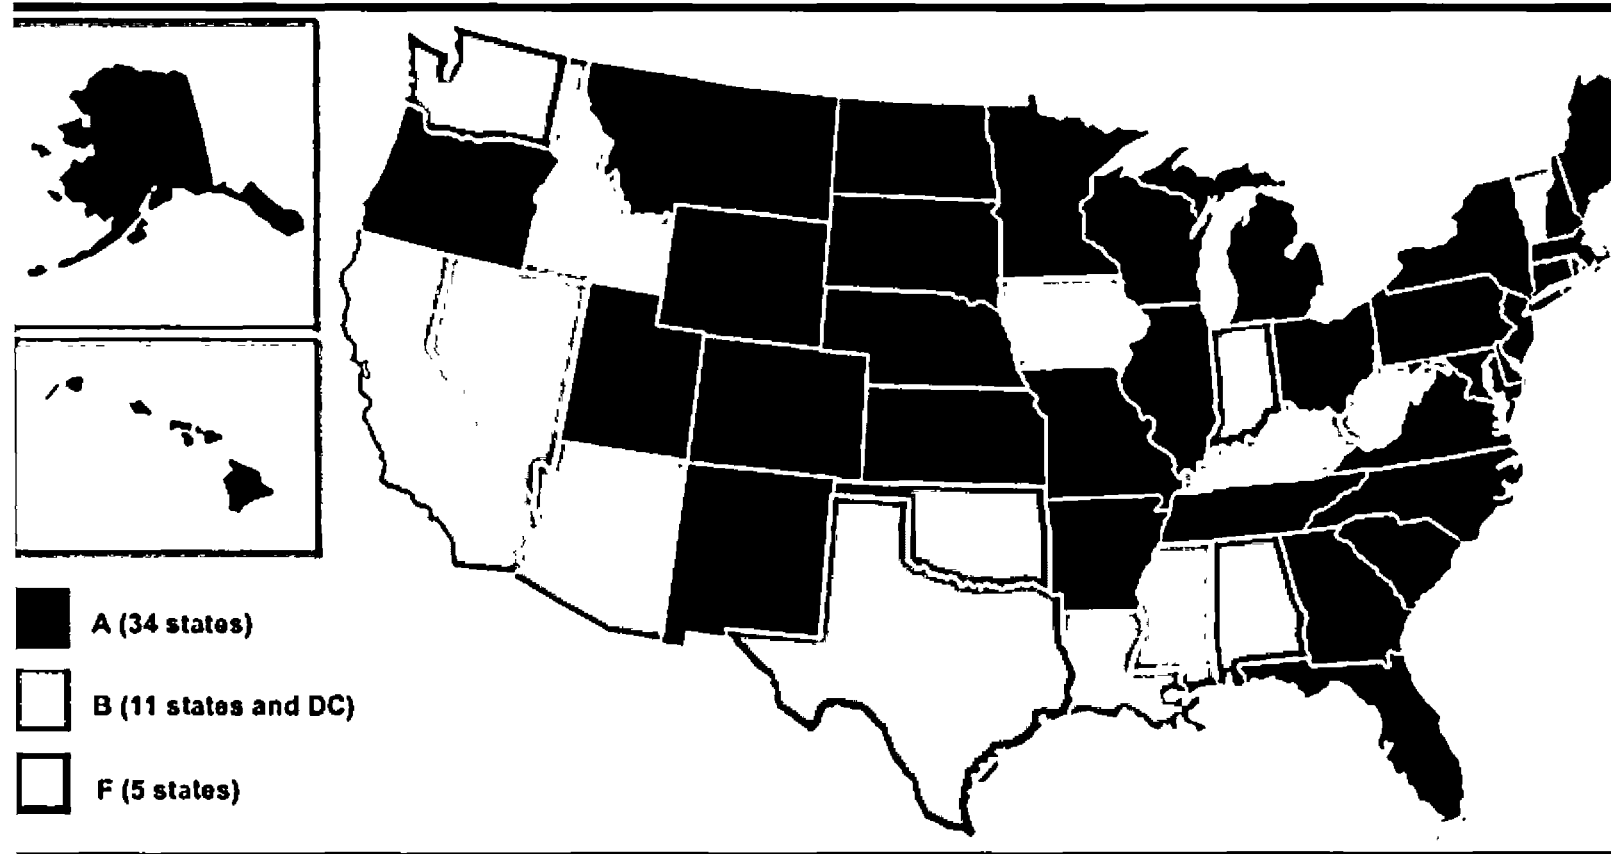 A (34 states)
B (11 states and DC)
F (5 states)